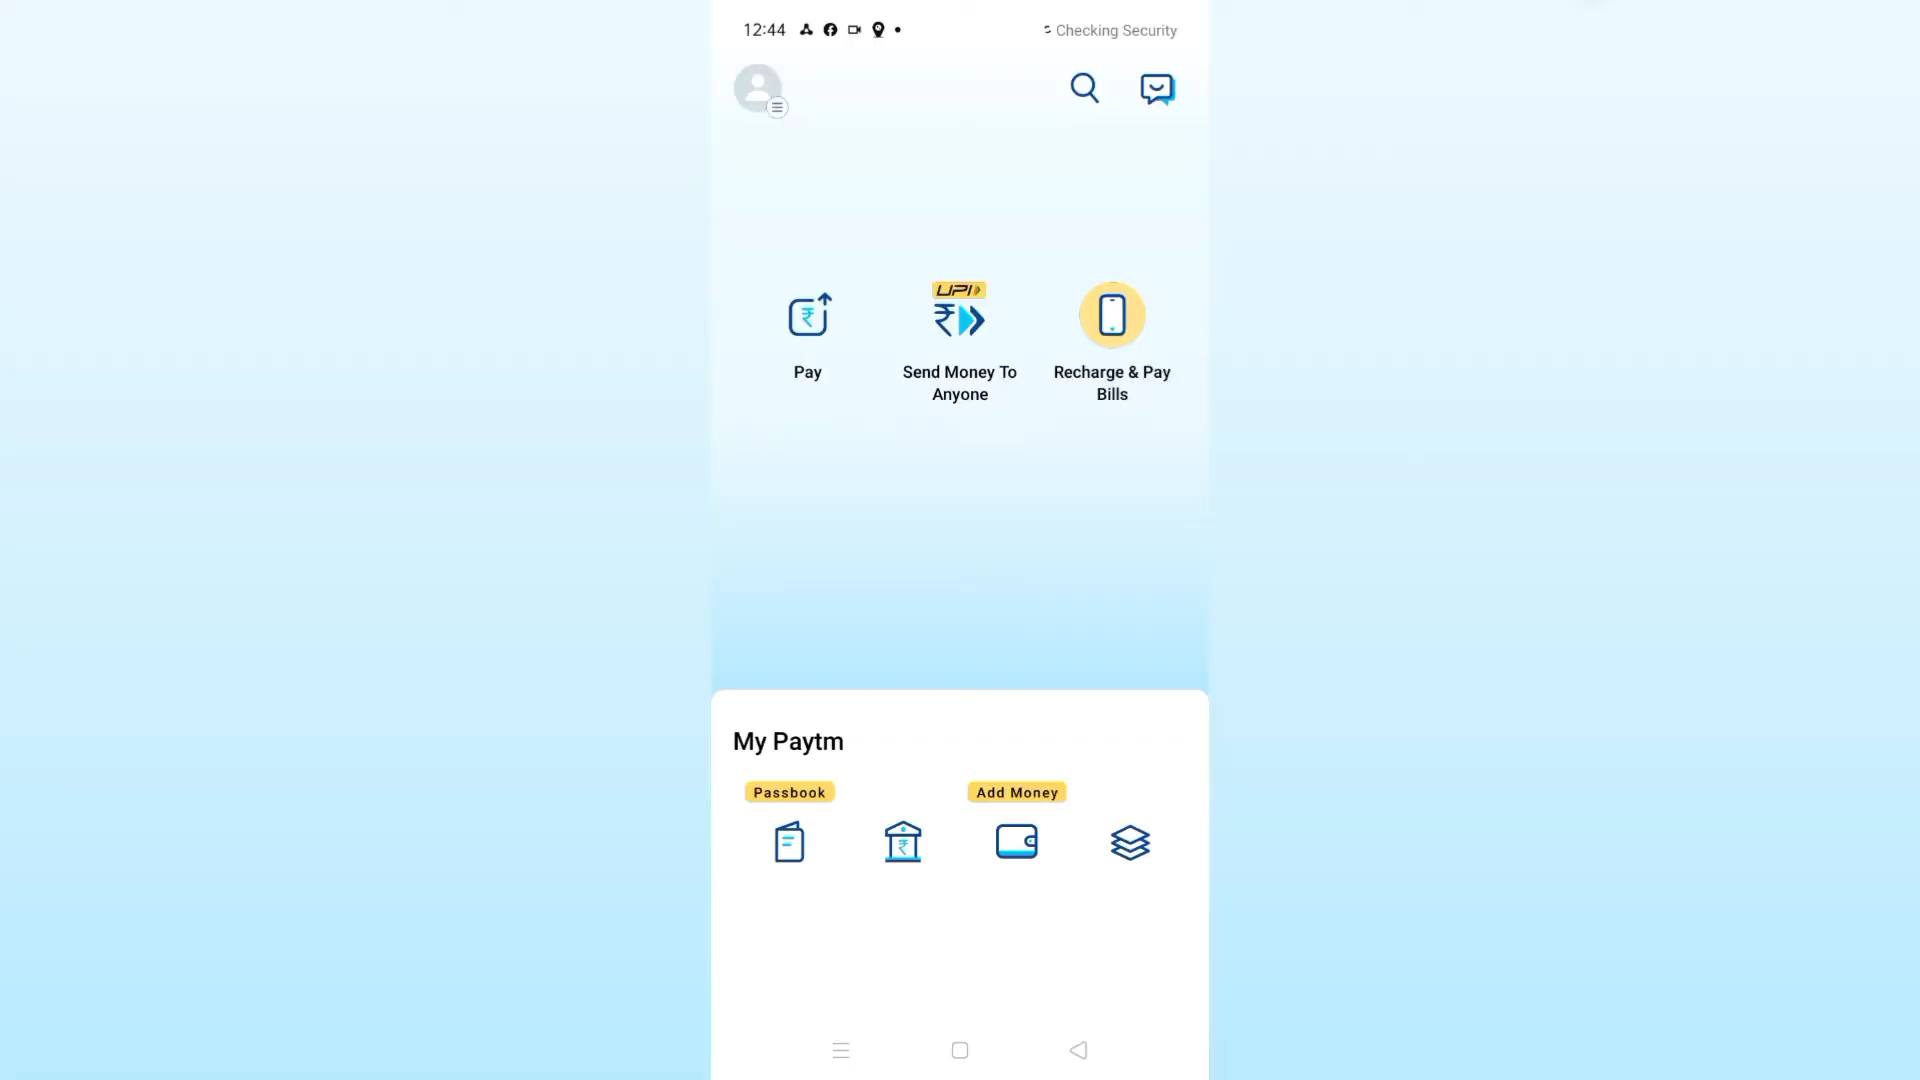 12:44
Checking Security
UPI
Pay
Send Money To
Anyone
Recharge & Pay
Bills
My Paytm
Passbook
Add Money